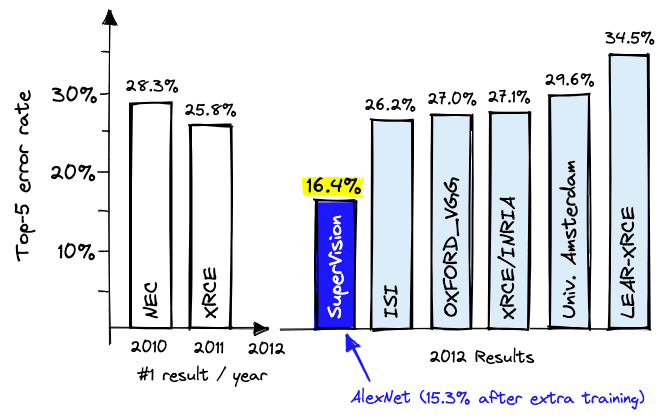 34.5%
28.3%
25.8%
16.4%
26.2%
27.0%
27.1%
29.6%
30%
20%
10%
Top-5 error rate
NEC
XRCE
SuperVision
ISI
OXFORD_VGG
XRCE/INRIA
Univ. Amsterdam
LEAR-XRCE
2010
2011
2012
#1 result / year
2012 Results
AlexNet (15.3% after extra training)